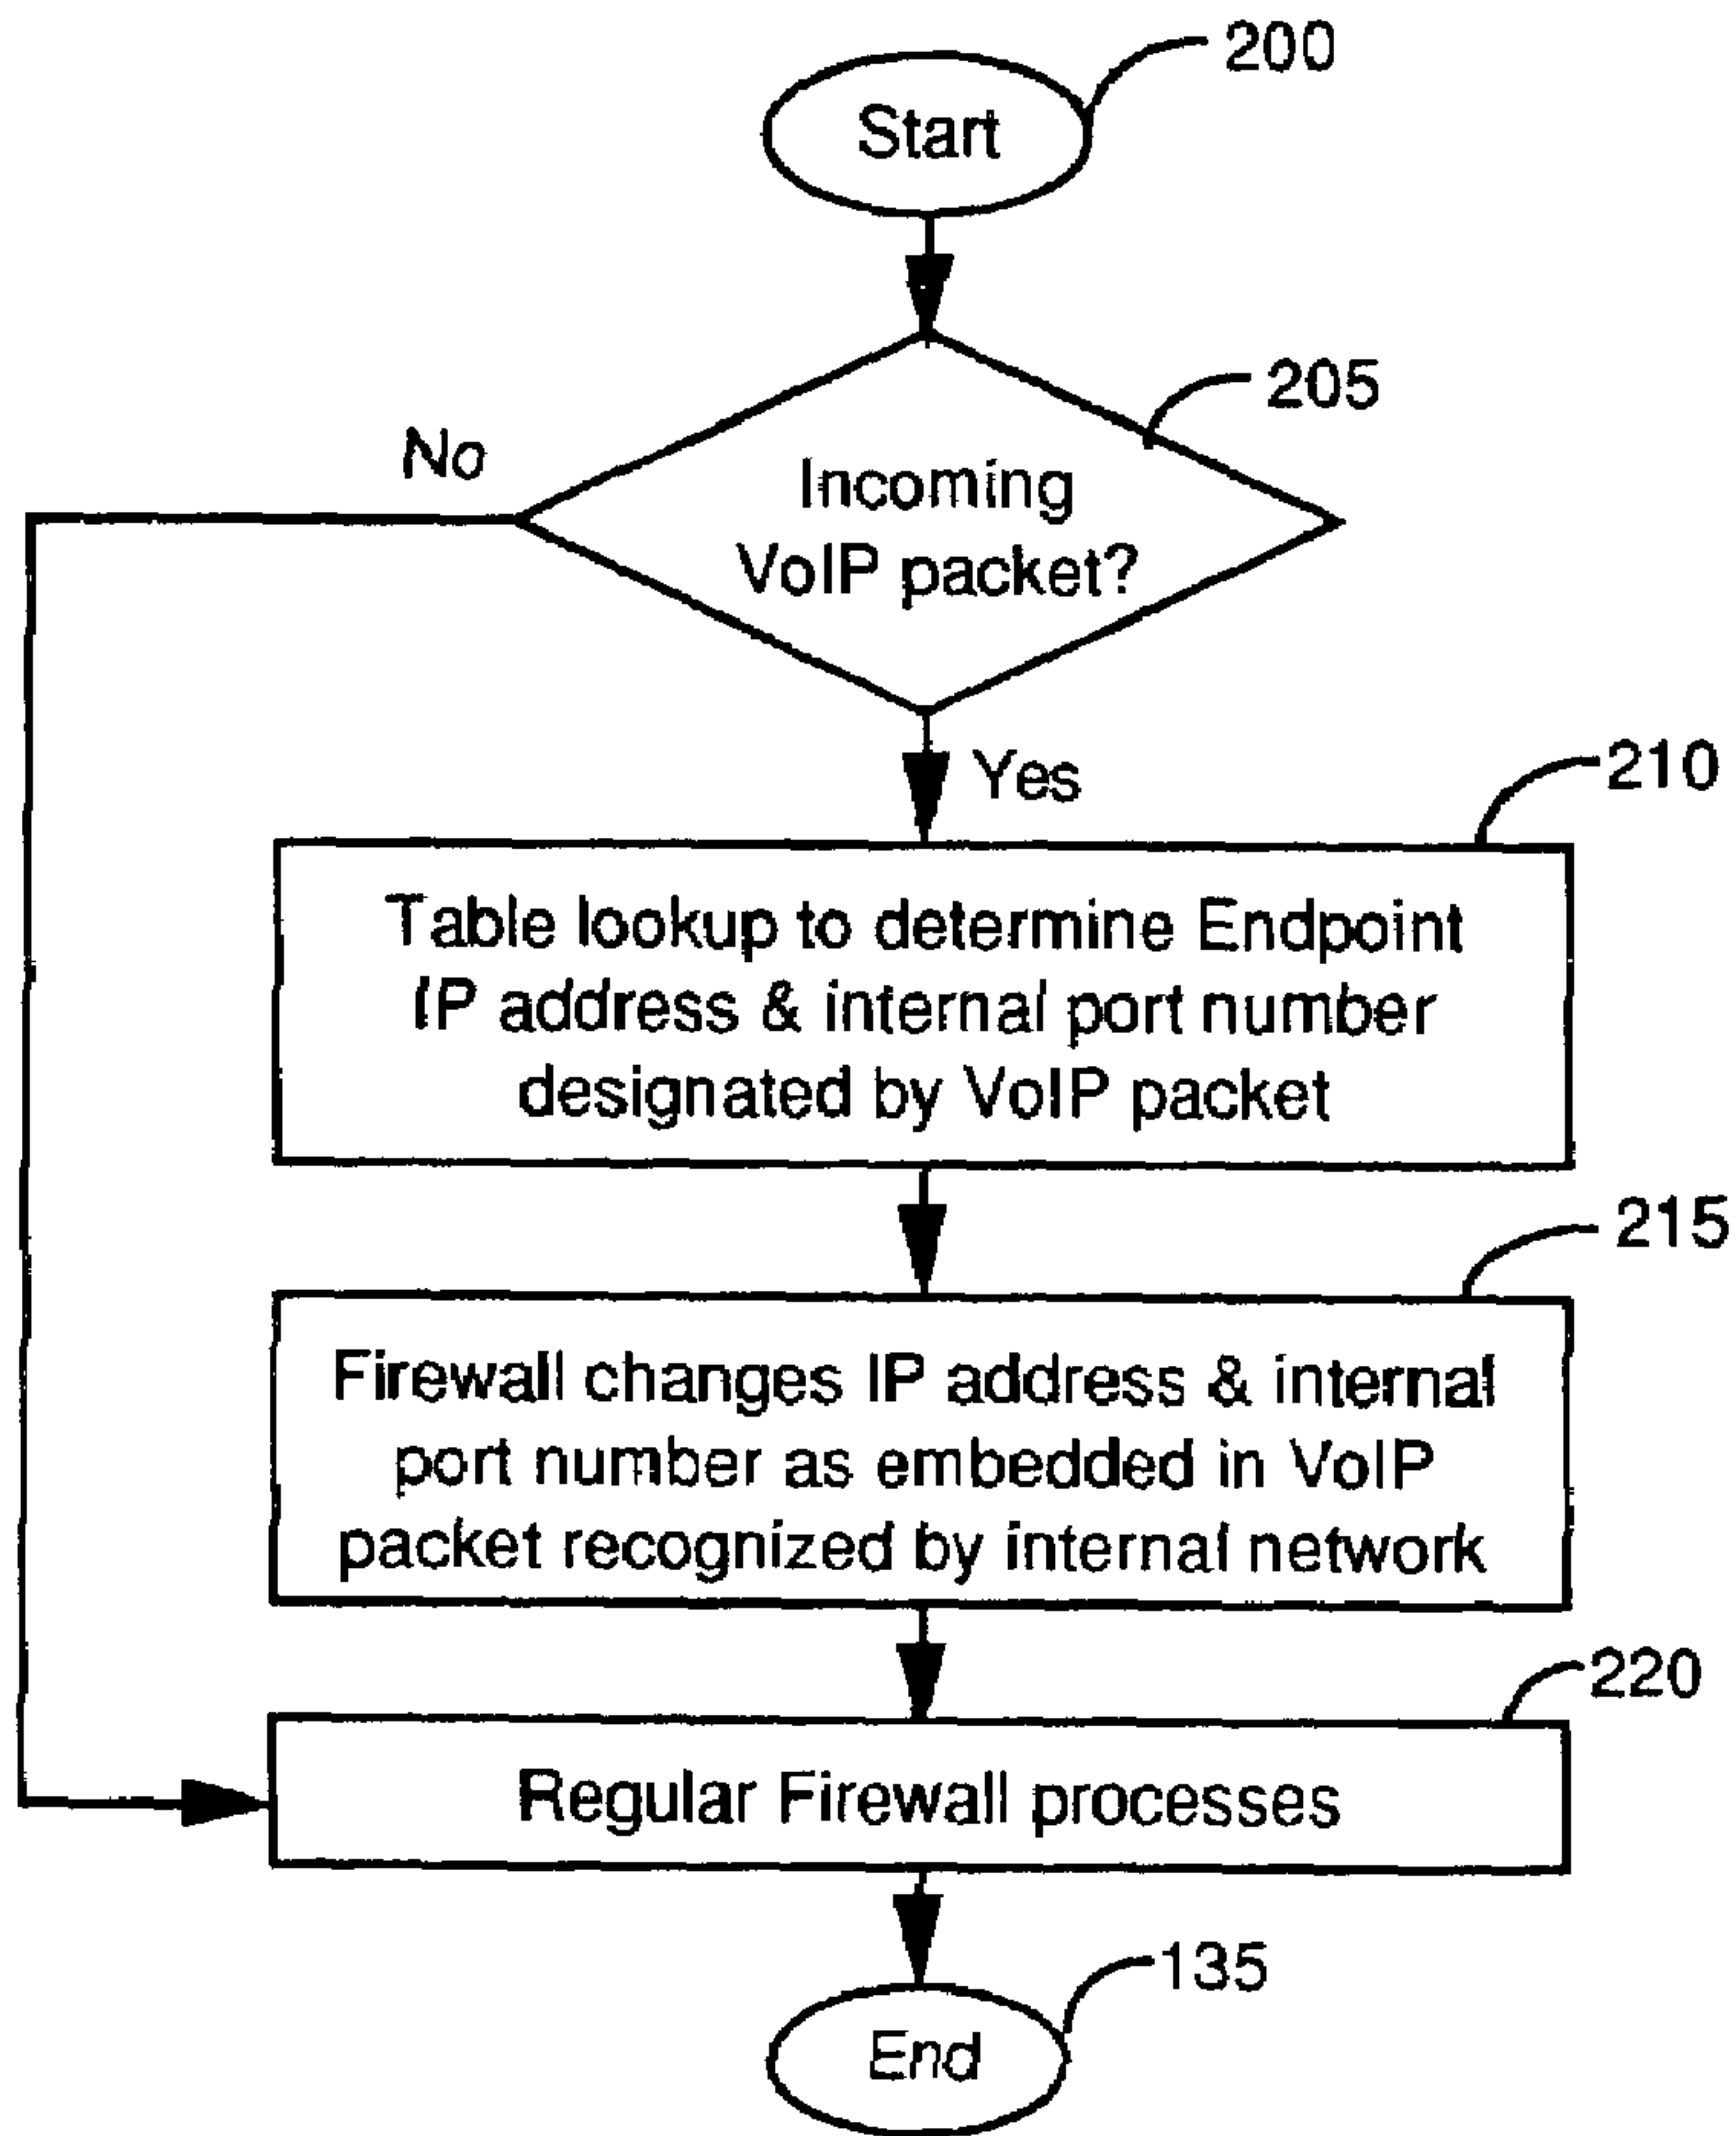 200
Start
205
No
Incoming
VoIP packet?
Yes
210
Table lookup to determine Endpoint
IP address & internal port number
designated by VoIP packet
215
Firewall changes IP address & internal
port number as embedded in VoIP
packet recognized by internal network
220
Regular Firewall processes
135
End